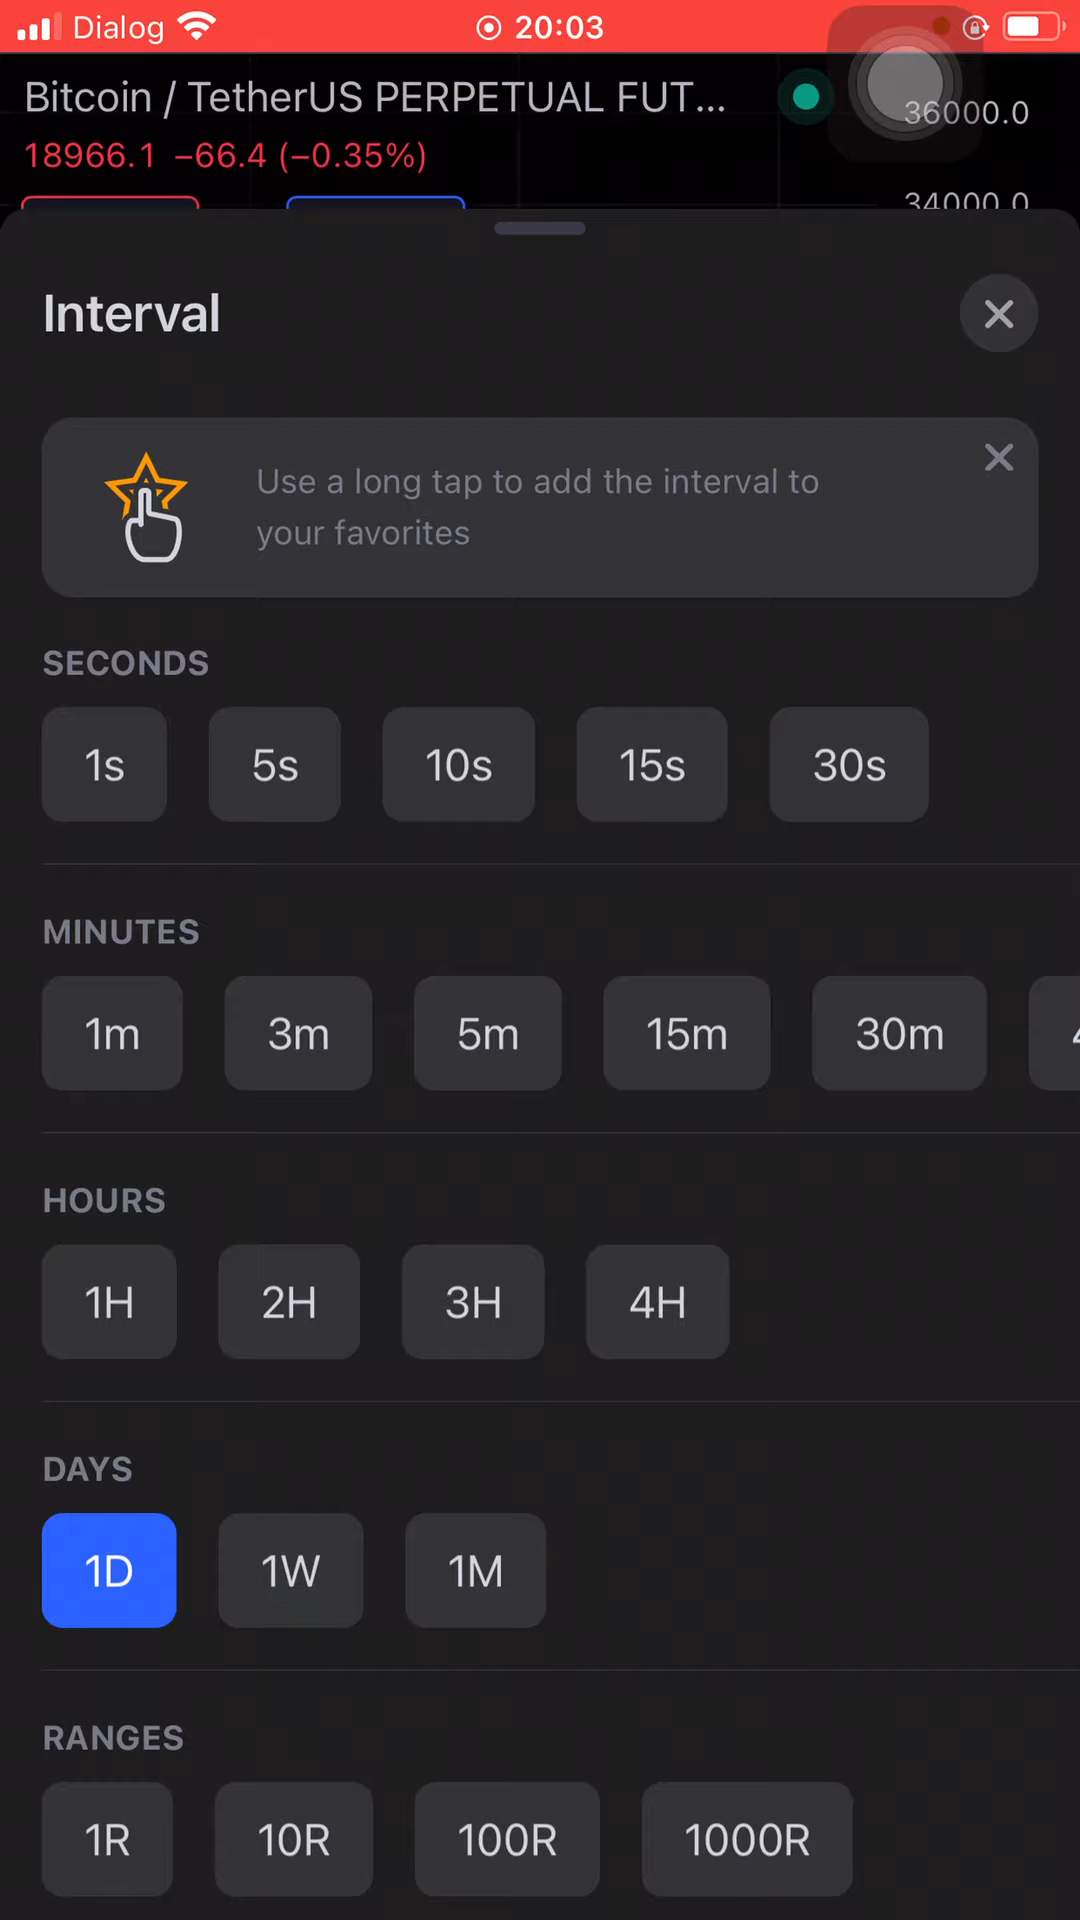 Dialog 20:03
Bitcoin / TetherUS PERPETUAL FUT...
36000.0
18966.1 −66.4 (−0.35%)
34000.0
Interval
Use a long tap to add the interval to
your favorites
SECONDS
1s 5s 10s 15s 30s
MINUTES
1m 3m 5m 15m 30m
HOURS
1H 2H 3H 4H
DAYS
1D 1W 1M
RANGES
1R 10R 100R 1000R